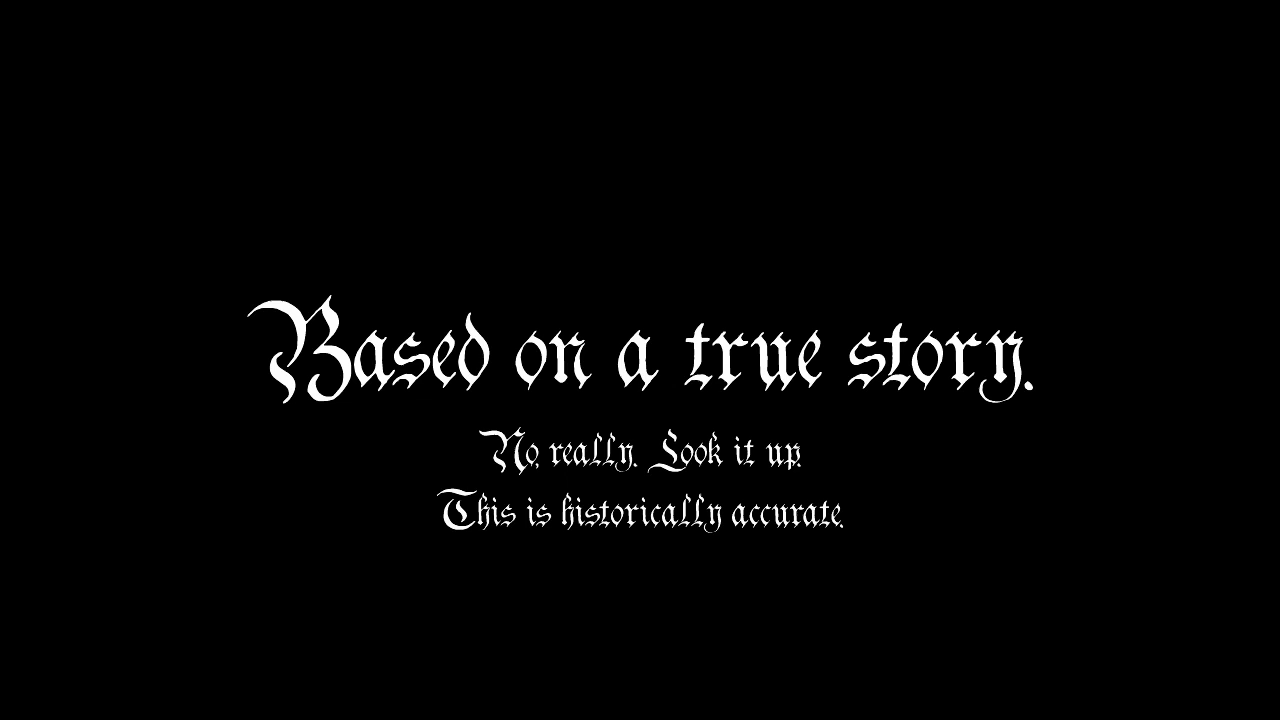 Based on a true story.
No, really. Look it up.
This is historically accurate.